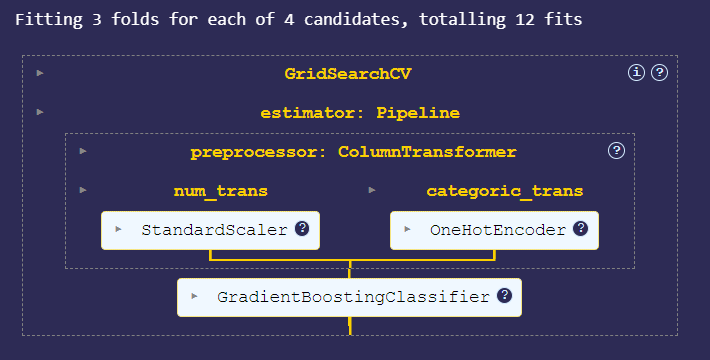 Fitting 3 folds for each of 4 candidates, totalling 12 fits
▸ GridSearchCV i ?
▸ estimator: Pipeline
▸ preprocessor: ColumnTransformer ?
▸ num_trans ▸ categoric_trans
▸ StandardScaler ? ▸ OneHotEncoder ?
▸ GradientBoostingClassifier ?